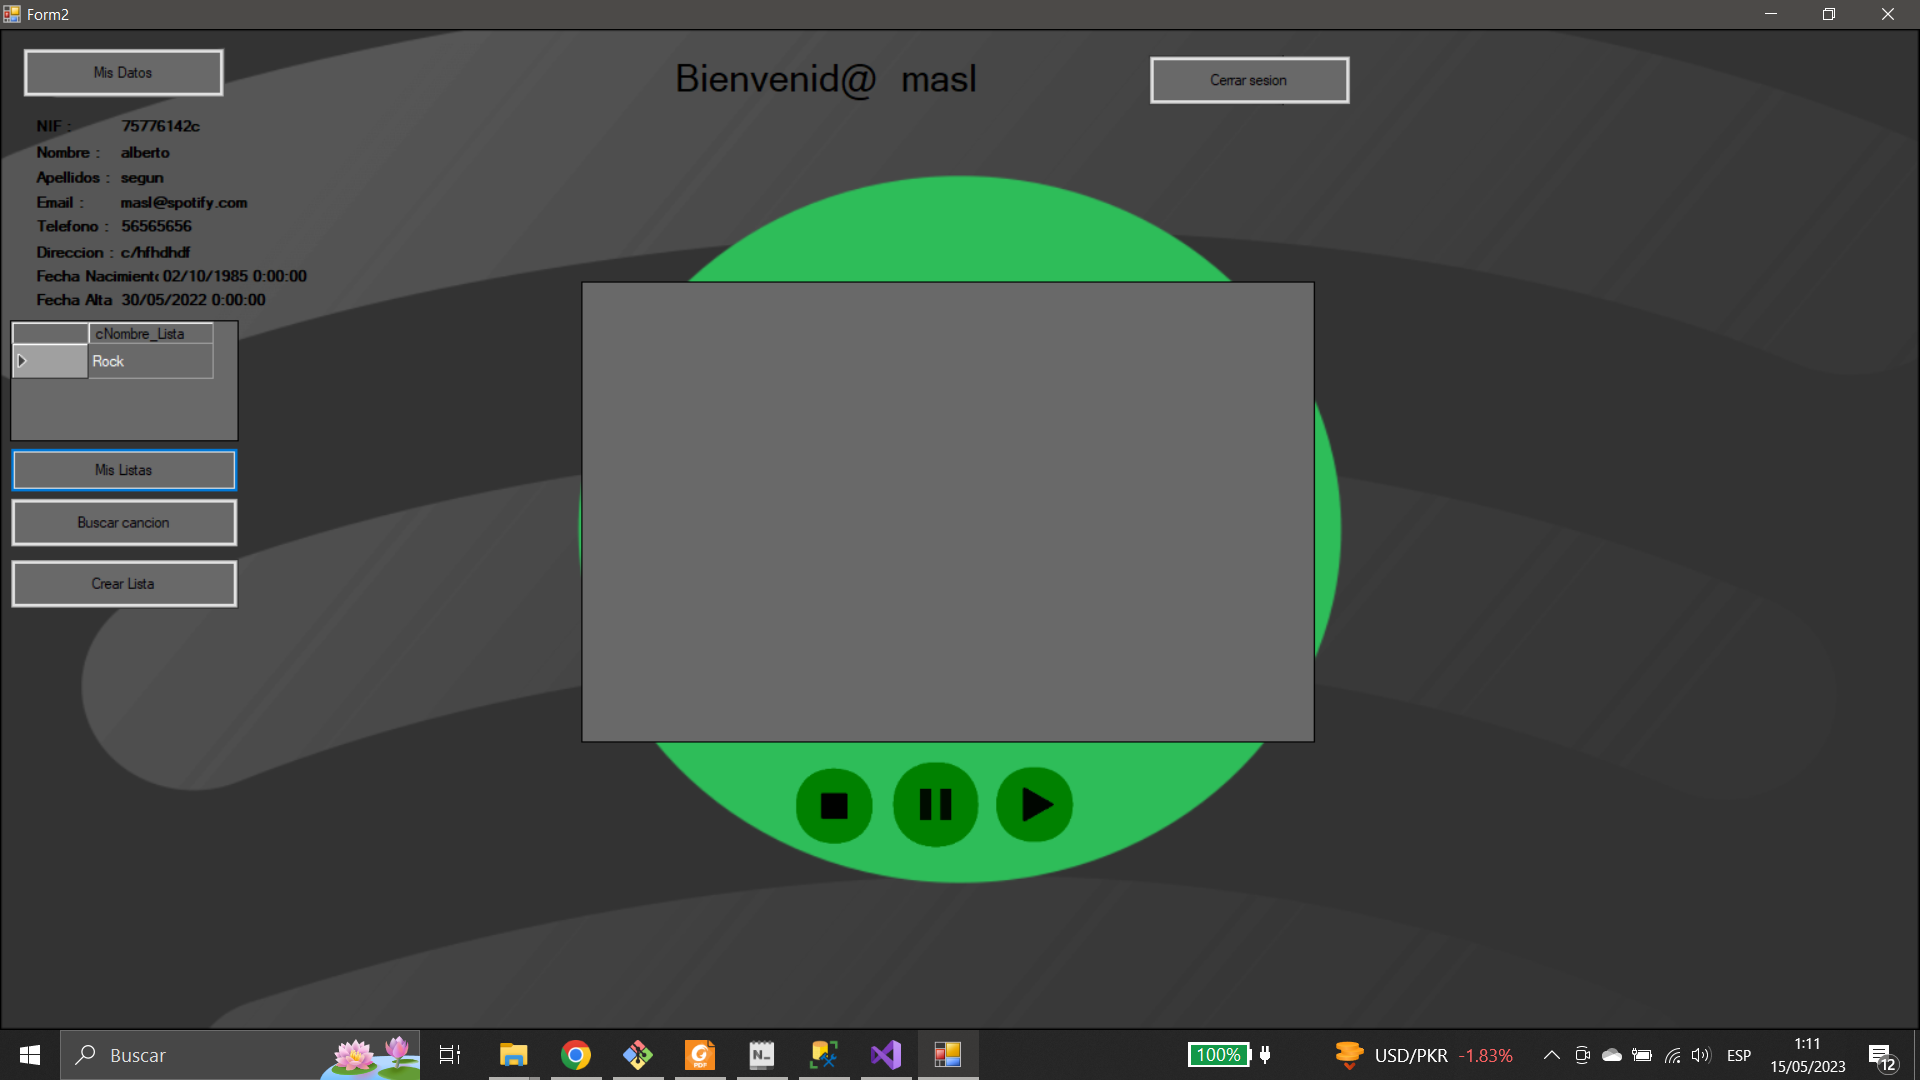 Form2
Mis Datos
Bienvenid@ masl
Cerrar sesion
NIF : 75776142c
Nombre : alberto
Apellidos : segun
Email : masl@spotify.com
Telefono : 56565656
Direccion : c/hfhdhdf
Fecha Nacimient 02/10/1985 0:00:00
Fecha Alta 30/05/2022 0:00:00
cNombre_Lista
Rock
Mis Listas
Buscar cancion
Crear Lista
Buscar
PDF
N
100%
USD/PKR -1.83%
ESP
1:11
15/05/2023
12